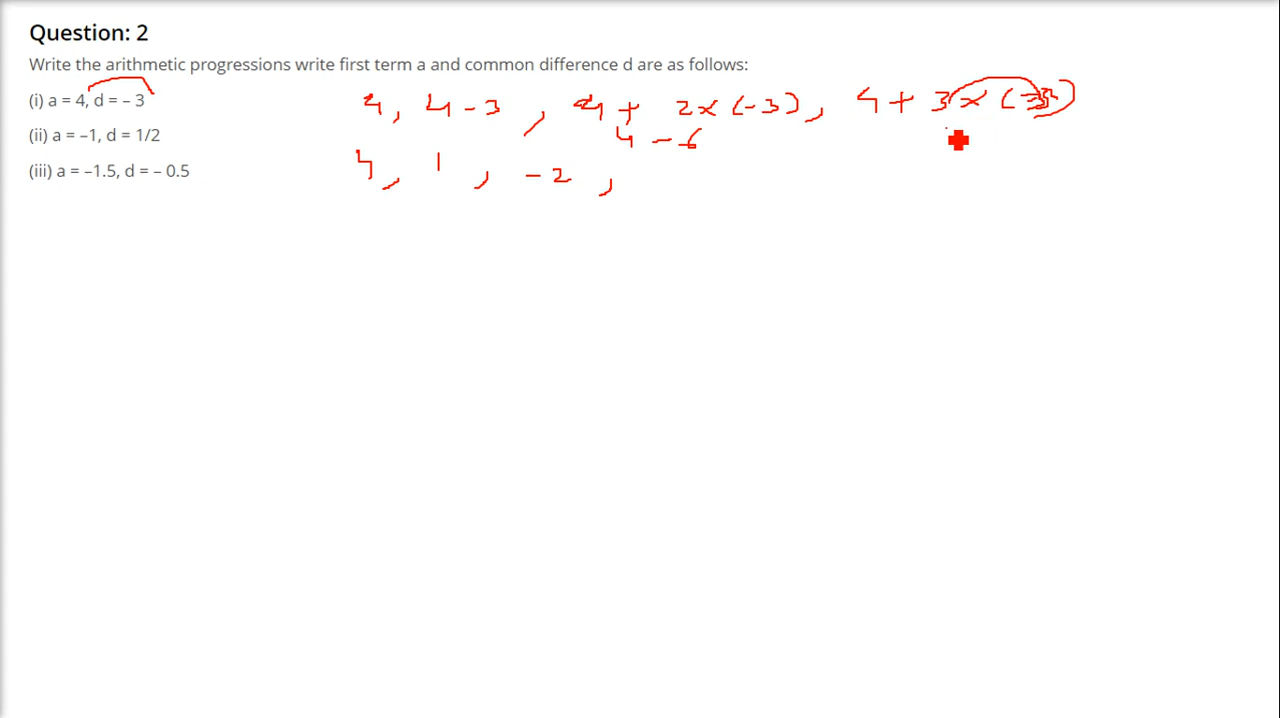 Question: 2
Write the arithmetic progressions write first term a and common difference d are as follows:
(i) a = 4, d = – 3
4, 4 - 3, 4 + 2×(-3), 4 + 3×(-3)
(ii) a = –1, d = 1/2
4 - 6
(iii) a = –1.5, d = – 0.5
4, 1, -2,